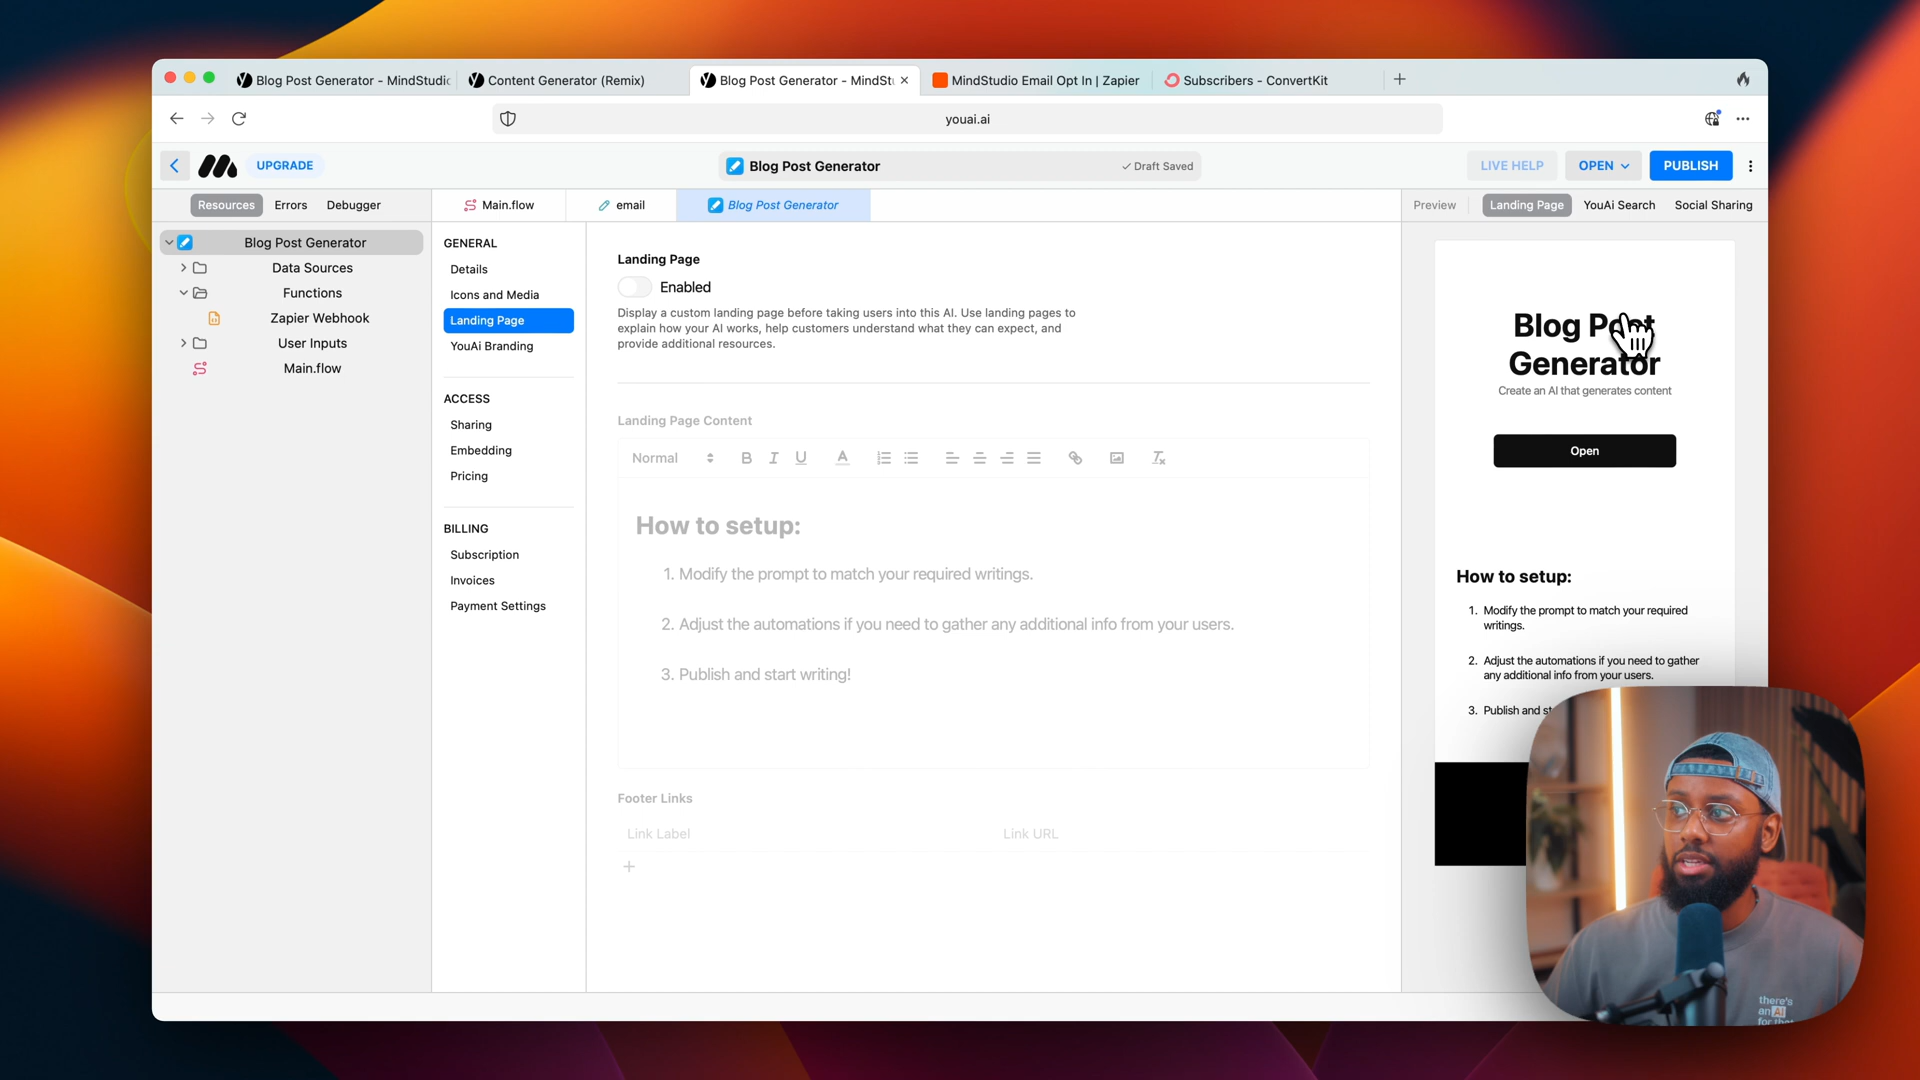 Blog Post Generator - MindStudic
Content Generator (Remix)
Blog Post Generator - MindSt
MindStudio Email Opt In | Zapier
Subscribers - ConvertKit
youai.ai
UPGRADE
Blog Post Generator
Draft Saved
LIVE HELP
OPEN
PUBLISH
Resources
Errors
Debugger
Main.flow
email
Blog Post Generator
Preview
Landing Page
YouAi Search
Social Sharing
Blog Post Generator
Data Sources
Functions
Zapier Webhook
User Inputs
Main.flow
GENERAL
Details
Icons and Media
Landing Page
YouAi Branding
ACCESS
Sharing
Embedding
Pricing
BILLING
Subscription
Invoices
Payment Settings
Landing Page
Enabled
Display a custom landing page before taking users into this AI. Use landing pages to
explain how your AI works, help customers understand what they can expect, and
provide additional resources.
Landing Page Content
Normal
B I U A
How to setup:
1. Modify the prompt to match your required writings.
2. Adjust the automations if you need to gather any additional info from your users.
3. Publish and start writing!
Footer Links
Link Label
Link URL
Blog Post
Generator
Create an AI that generates content
Open
How to setup:
1. Modify the prompt to match your required
writings.
2. Adjust the automations if you need to gather
any additional info from your users.
3. Publish and st
there's
an AI
for that